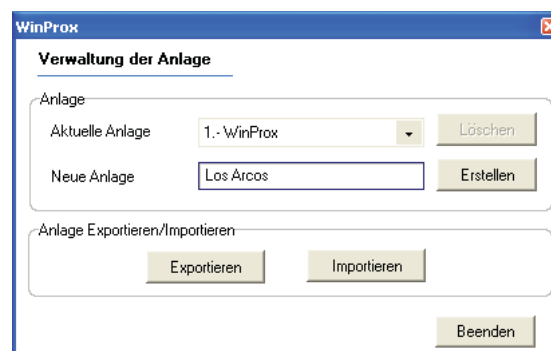 WinProx
Verwaltung der Anlage
Anlage
Aktuelle Anlage 1.- WinProx Löschen
Neue Anlage Los Arcos Erstellen
Anlage Exportieren/Importieren
Exportieren Importieren
Beenden